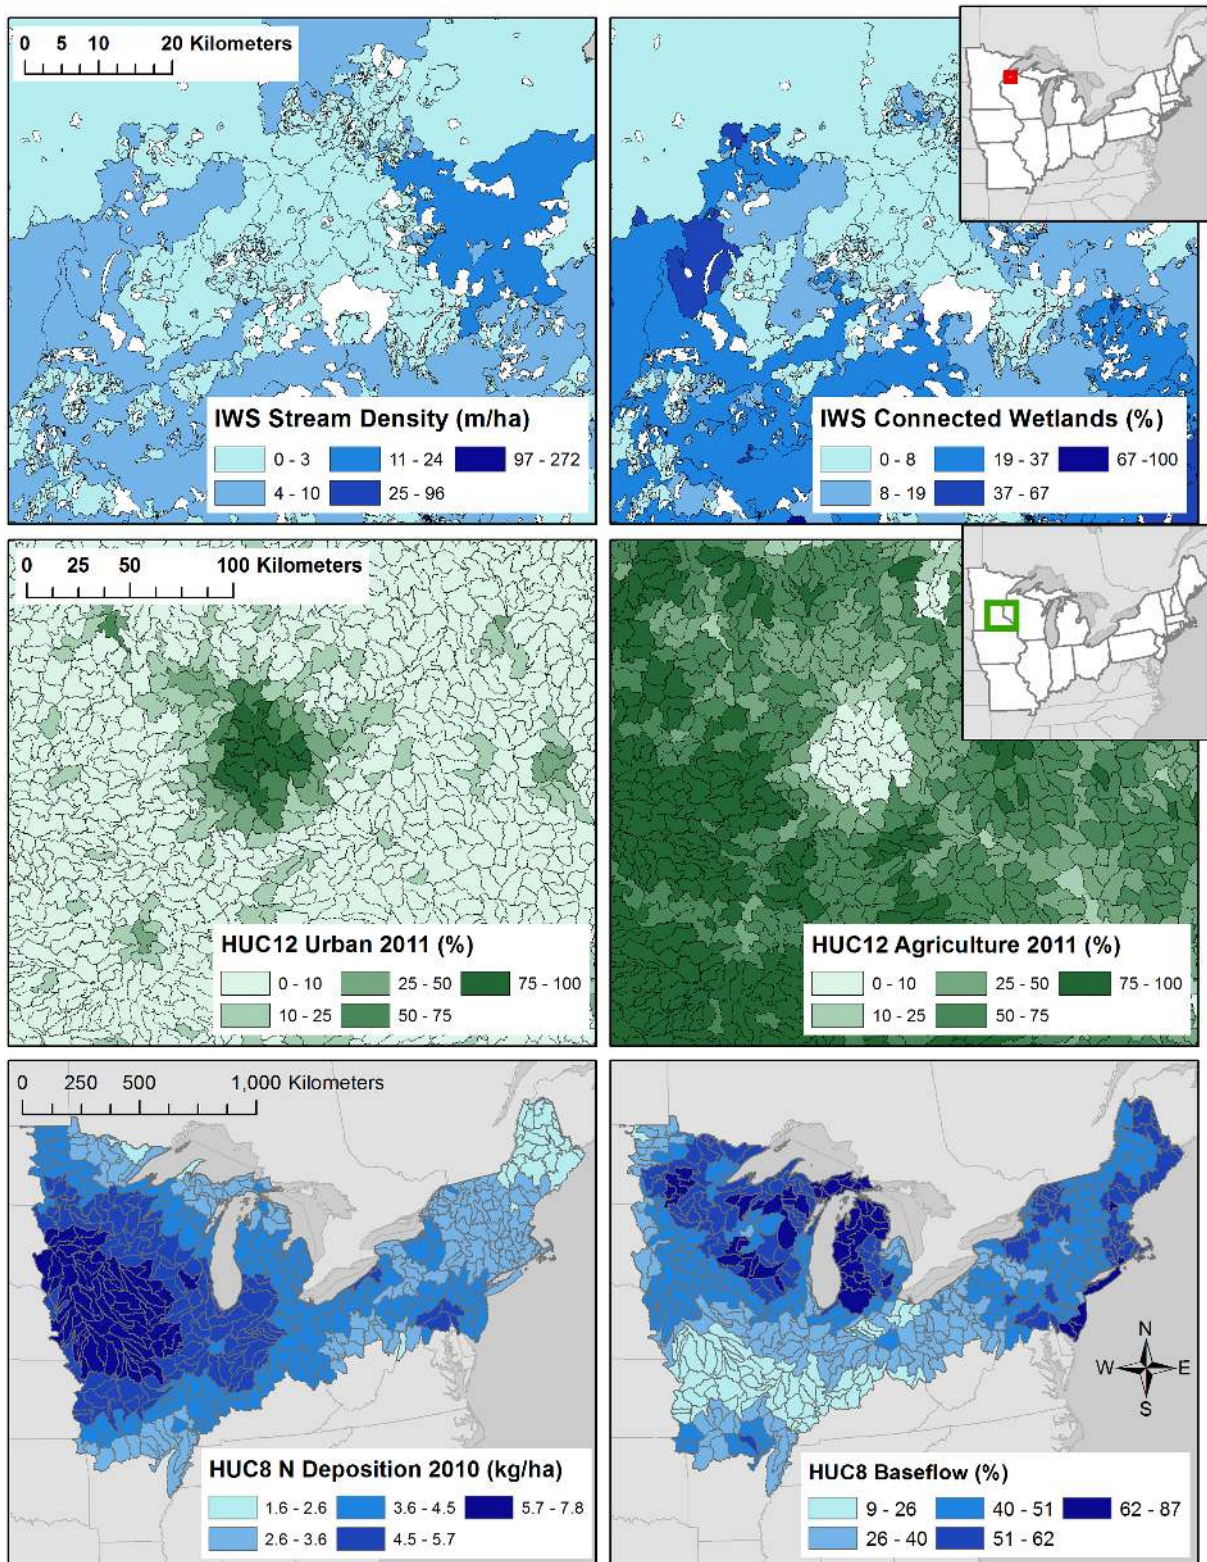 0 5 10 20 Kilometers
IWS Stream Density (m/ha)
0 - 3 11 - 24 97 - 272
4 - 10 25 - 96
IWS Connected Wetlands (%)
0 - 8 19 - 37 67 -100
8 - 19 37 - 67
0 25 50 100 Kilometers
HUC12 Urban 2011 (%)
0 - 10 25 - 50 75 - 100
10 - 25 50 - 75
HUC12 Agriculture 2011 (%)
0 - 10 25 - 50 75 - 100
10 - 25 50 - 75
0 250 500 1,000 Kilometers
HUC8 N Deposition 2010 (kg/ha)
1.6 - 2.6 3.6 - 4.5 5.7 - 7.8
2.6 - 3.6 4.5 - 5.7
N
W E
S
HUC8 Baseflow (%)
9 - 26 40 - 51 62 - 87
26 - 40 51 - 62